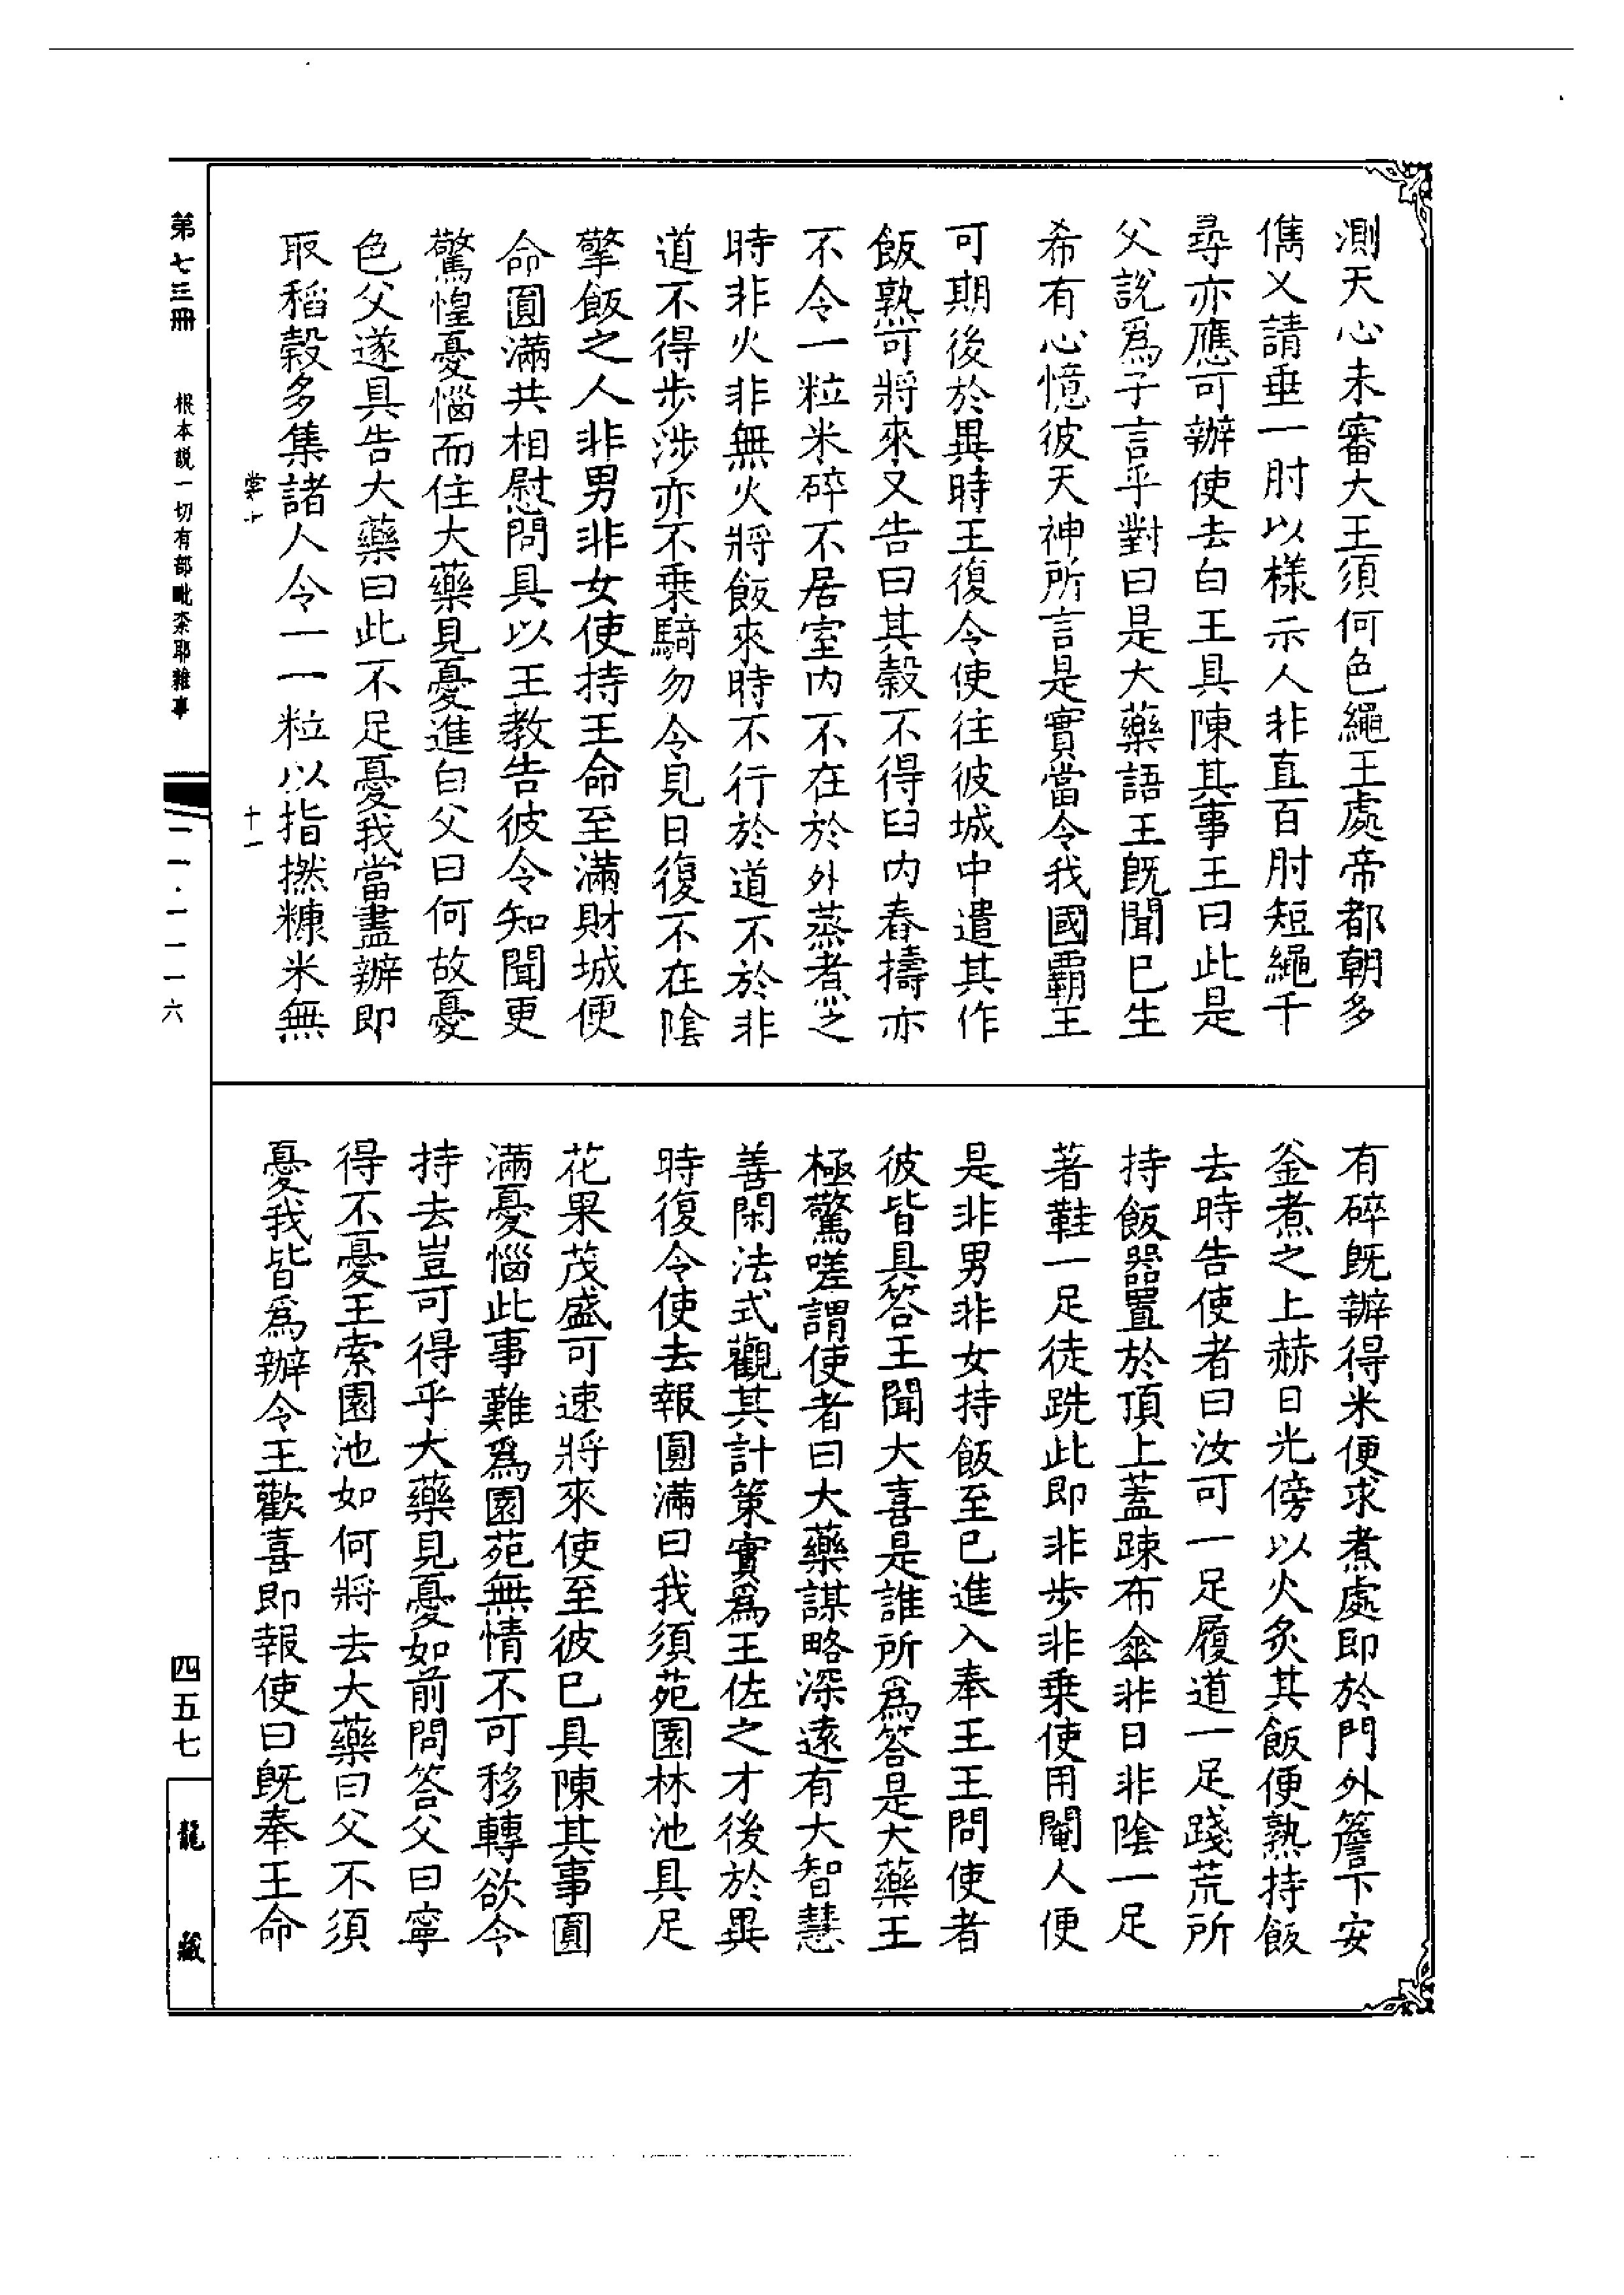 測天心未審大王須何色繩王處帝都朝多
儁乂請垂一肘以樣示人非直百肘短繩千
尋亦應可辦使去白王具陳其事王曰此是
父說爲子言乎對曰是大藥語王旣聞已生
希有心憶彼天神所言是實當令我國霸王
可期後於異時王復令使往彼城中遣其作
飯熟可將來又告曰其穀不得臼內舂擣亦
不令一粒米碎不居室內不在於外蒸煮之
時非火非無火將飯來時不行於道不於非
道不得步涉亦不乘騎勿令見日復不在陰
擎飯之人非男非女使持王命至滿財城便
命圓滿共相慰問具以王教告彼令知聞更
驚惶憂惱而住大藥見憂進白父曰何故憂
色父遂具告大藥曰此不足憂我當盡辦即
取稻穀多集諸人令一一粒以指撚糠米無
有碎旣辦得米便求煮處即於門外簷下安
釜煮之上赫日光傍以火炙其飯便熟持飯
去時告使者曰汝可一足履道一足踐荒所
持飯器置於頂上蓋踈布傘非日非陰一足
著鞋一足徒跣此即非步非乗使用閹人便
是非男非女持飯至已進入奉王王問使者
彼皆具答王聞大喜是誰所爲答是大藥王
極驚嗟謂使者曰大藥謀略深遠有大智慧
善閑法式觀其計策實爲王佐之才後於異
時復令使去報圓滿曰我須苑園林池具足
花果茂盛可速將來使至彼已具陳其事圓
滿憂惱此事難爲園苑無情不可移轉欲令
持去豈可得乎大藥見憂如前問答父曰寧
得不憂王索園池如何將去大藥曰父不須
憂我皆爲辦令王歡喜即報使曰旣奉王命
十一
第七三冊
根本説一切有部毗奈耶雜事
一一·一一一六
四五七
龍藏